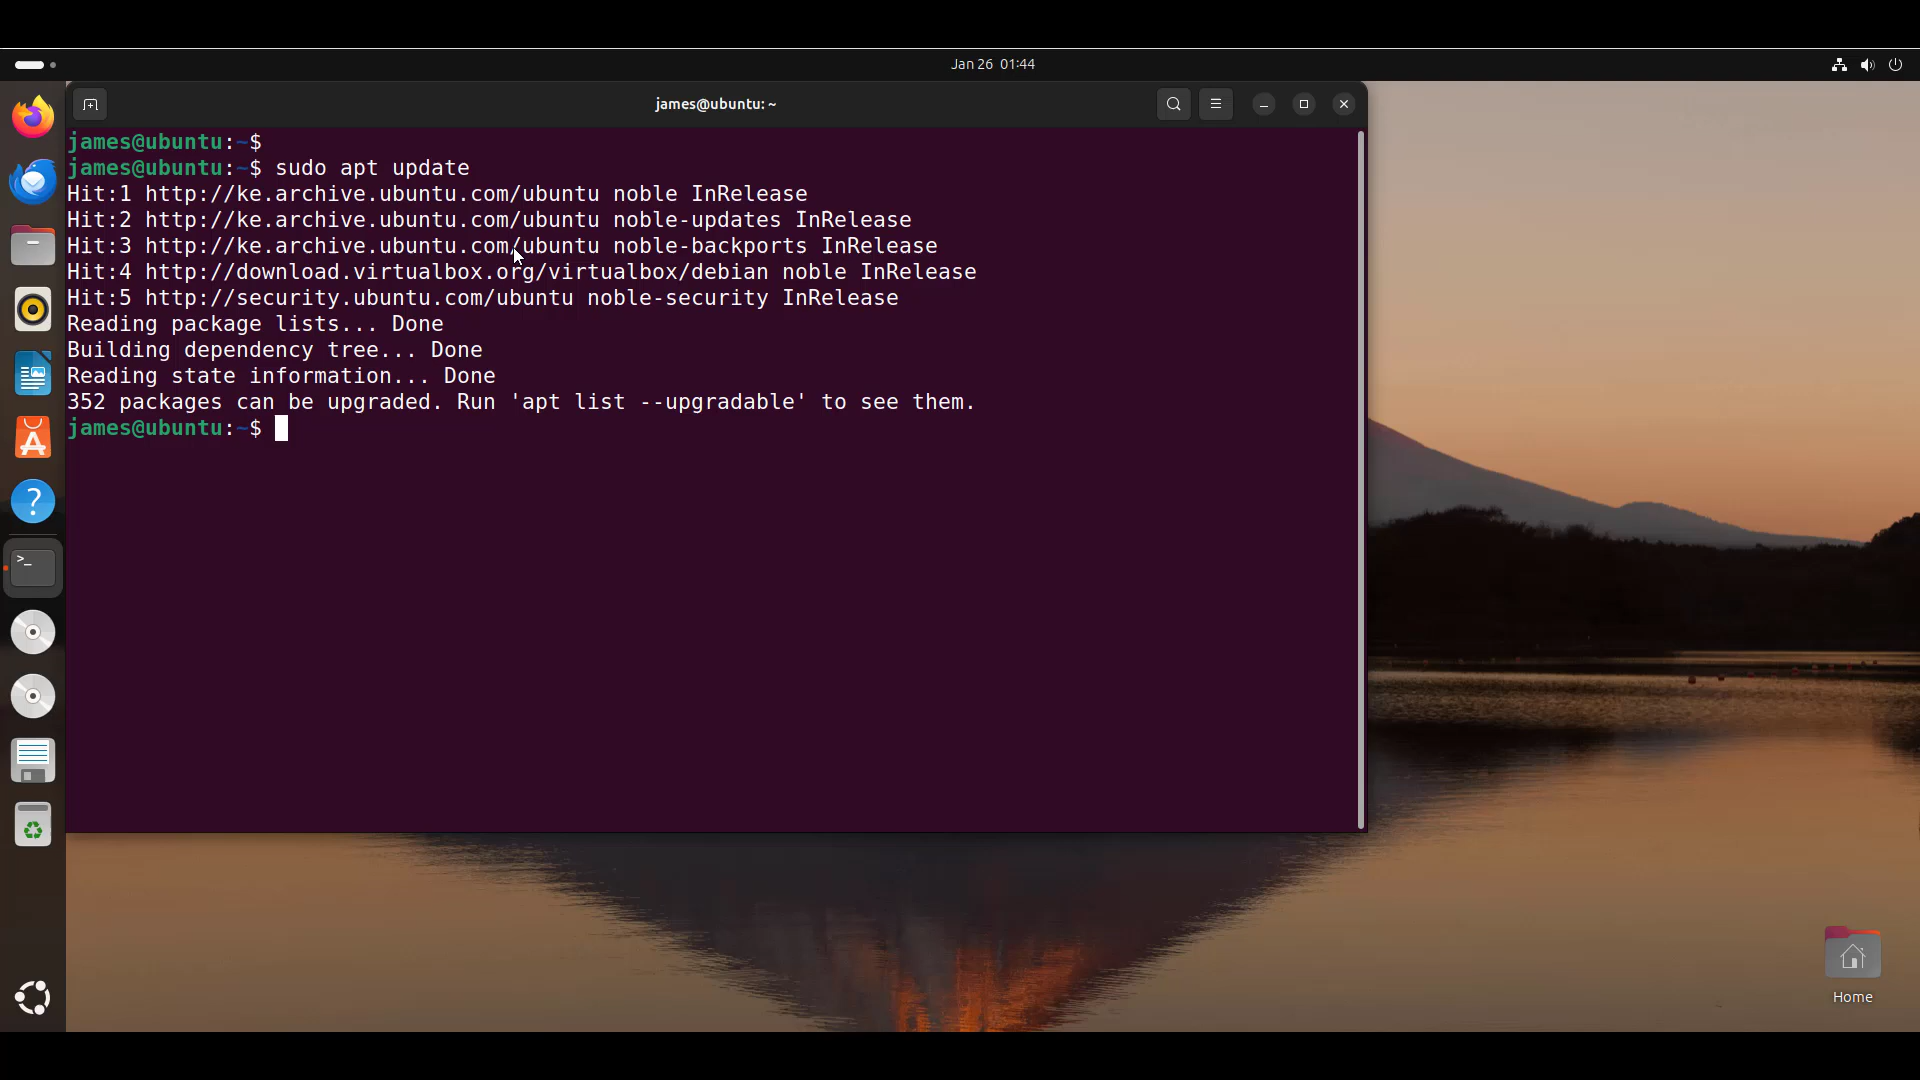 Jan 26 01:44
james@ubuntu: ~
james@ubuntu:~$
james@ubuntu:~$ sudo apt update
Hit:1 http://ke.archive.ubuntu.com/ubuntu noble InRelease
Hit:2 http://ke.archive.ubuntu.com/ubuntu noble-updates InRelease
Hit:3 http://ke.archive.ubuntu.com/ubuntu noble-backports InRelease
Hit:4 http://download.virtualbox.org/virtualbox/debian noble InRelease
Hit:5 http://security.ubuntu.com/ubuntu noble-security InRelease
Reading package lists... Done
Building dependency tree... Done
Reading state information... Done
352 packages can be upgraded. Run 'apt list --upgradable' to see them.
james@ubuntu:~$
Home